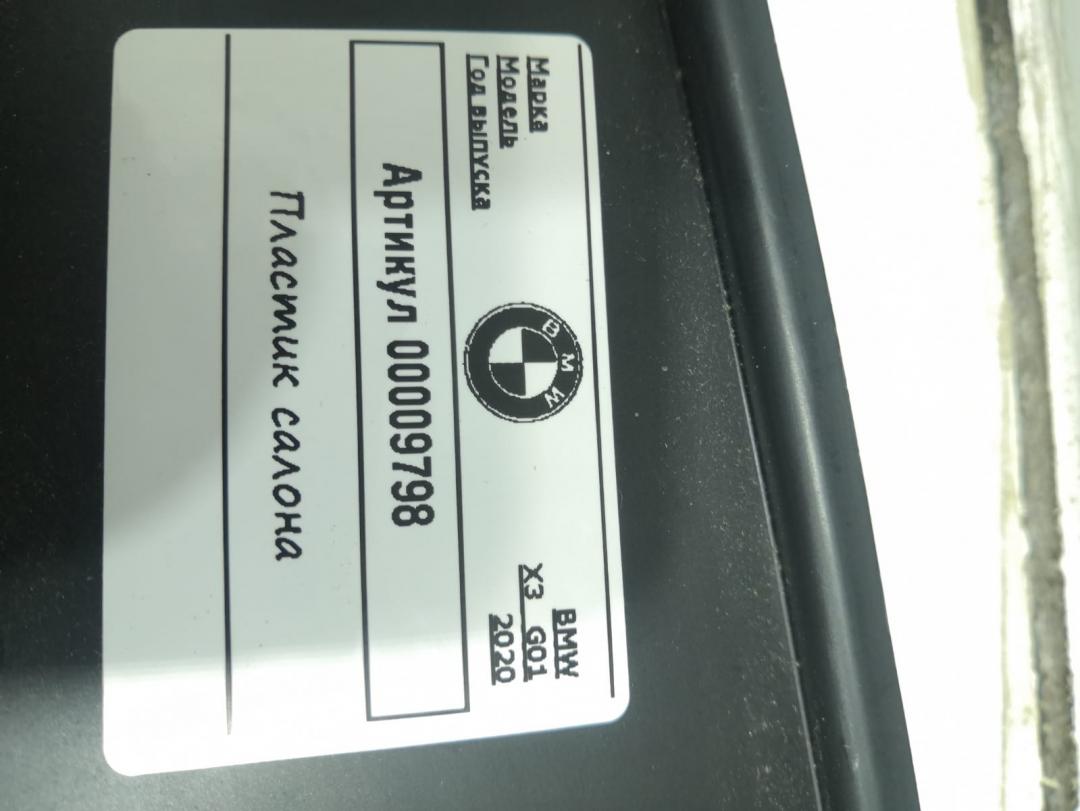 Марка BMW
Модель X3 G01
Год выпуска 2020
BMW
Артикул 00009798
Пластик салона